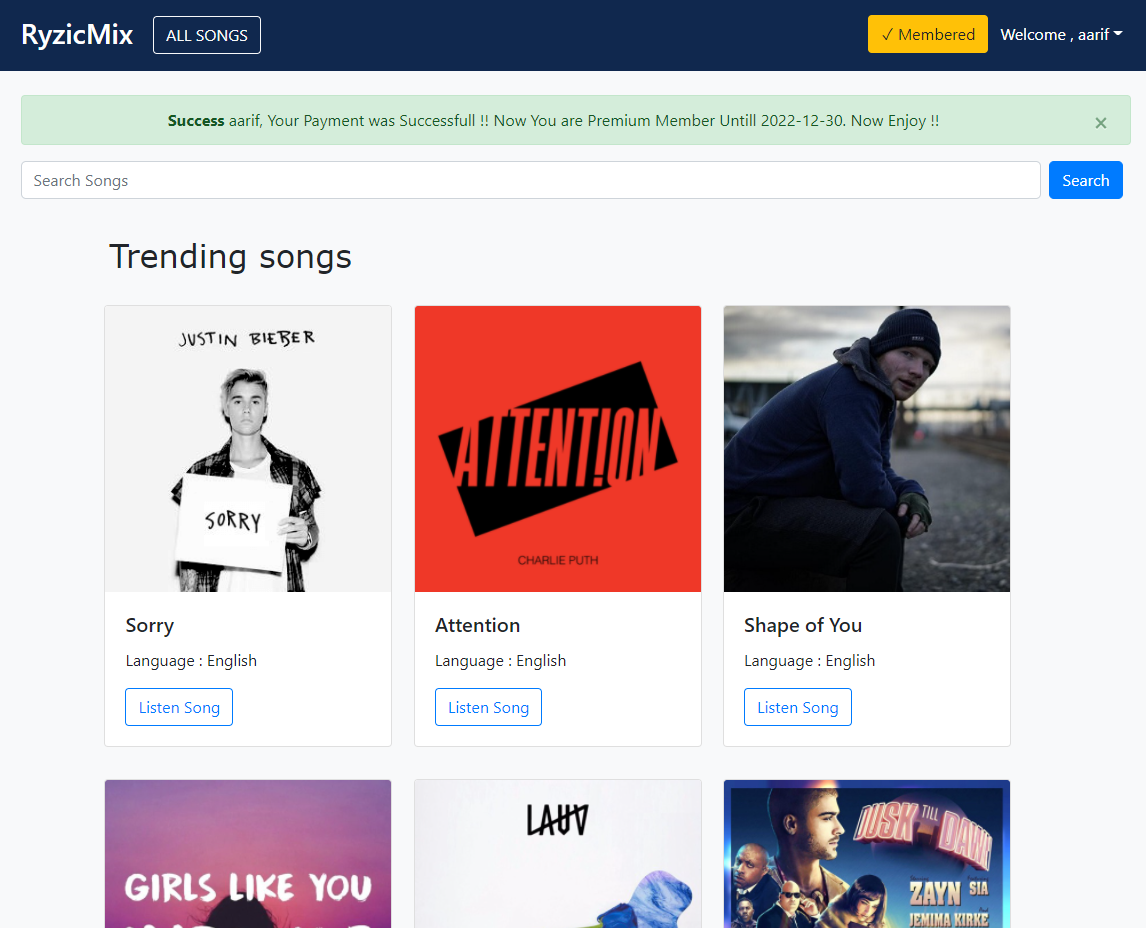 RyzicMix ALL SONGS ✓ Membered Welcome , aarif
Success aarif, Your Payment was Successfull !! Now You are Premium Member Untill 2022-12-30. Now Enjoy !! ×
Search Songs Search
Trending songs
JUSTIN BIEBER
SORRY
ATTENT!ON
CHARLIE PUTH
Sorry
Language : English
Listen Song
Attention
Language : English
Listen Song
Shape of You
Language : English
Listen Song
GIRLS LIKE YOU
LAUV
DUSK TILL DAWN
ZAYN SIA
JEMIMA KIRKE